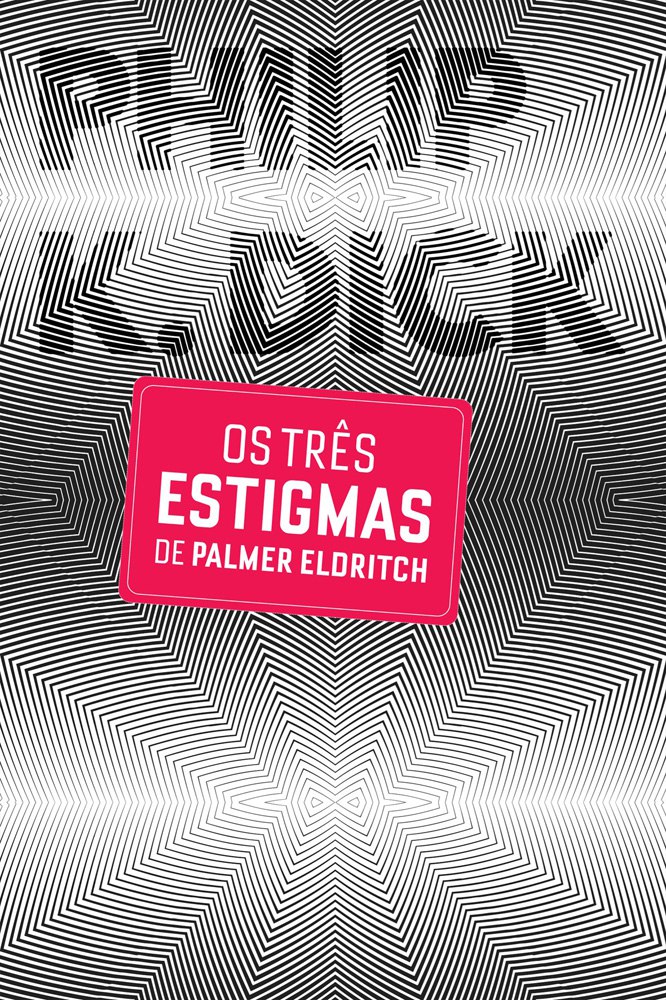 PHILIP
K. DICK
OS TRÊS
ESTIGMAS
DE PALMER ELDRITCH